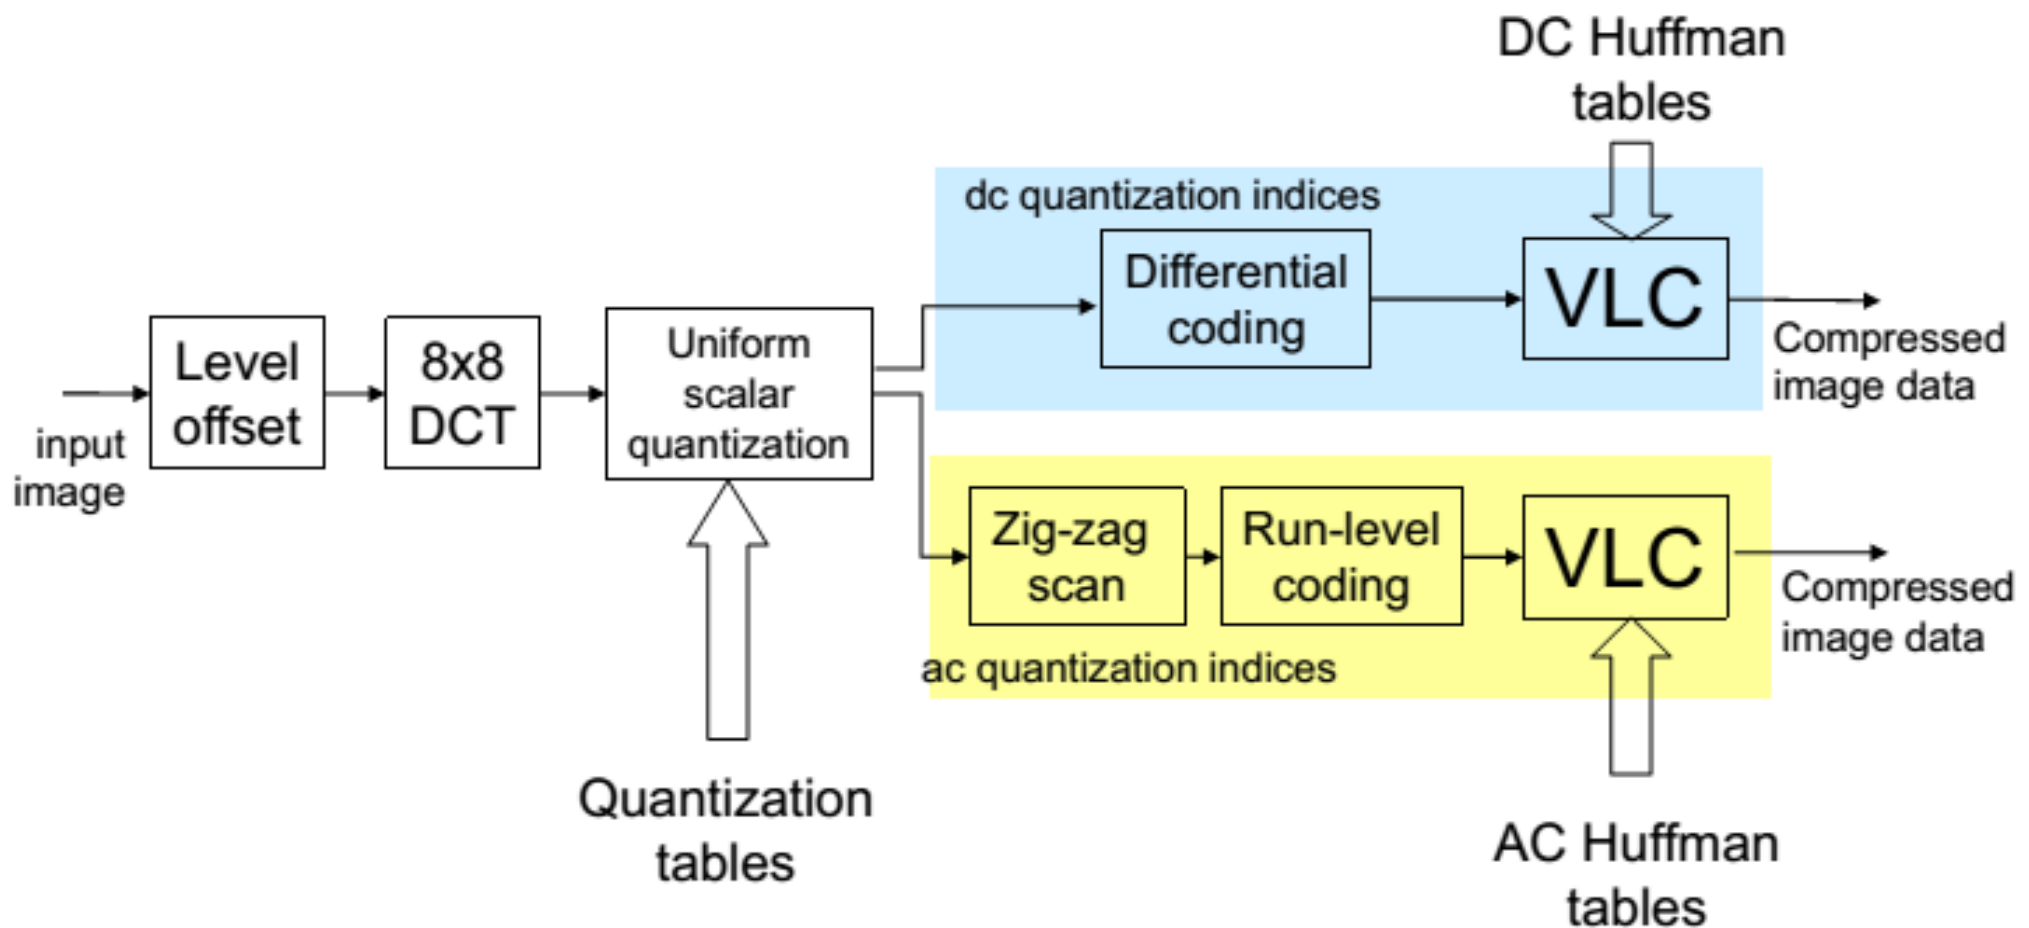 DC Huffman
tables
dc quantization indices
Differential
coding
VLC
Compressed
image data
input
image
Level
offset
8x8
DCT
Uniform
scalar
quantization
Zig-zag
scan
Run-level
coding
VLC
Compressed
image data
ac quantization indices
Quantization
tables
AC Huffman
tables